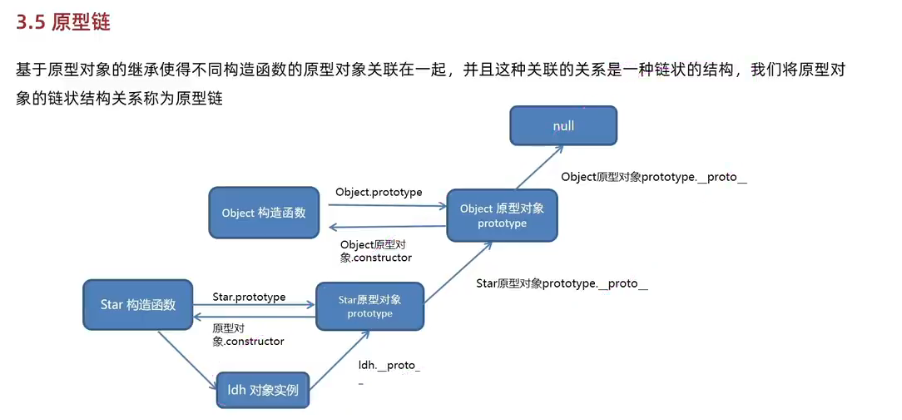 3.5 原型链
基于原型对象的继承使得不同构造函数的原型对象关联在一起，并且这种关联的关系是一种链状的结构，我们将原型对
象的链状结构关系称为原型链
null
Object原型对象prototype.__proto__
Object.prototype
Object 构造函数
Object 原型对象
prototype
Object原型对
象.constructor
Star原型对象prototype.__proto__
Star 构造函数
Star.prototype
Star原型对象
prototype
原型对
象.constructor
ldh.__proto_
_
ldh 对象实例